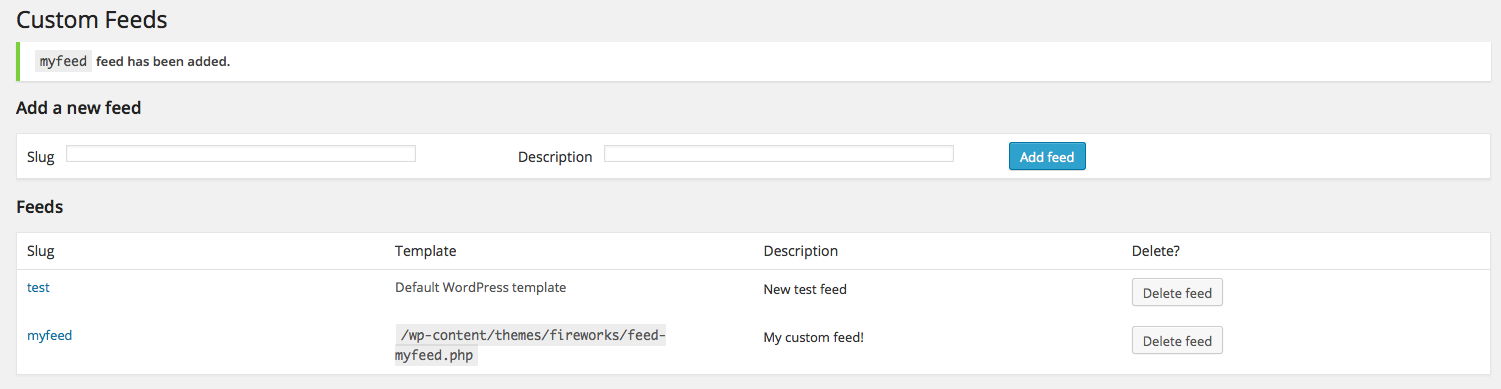 Custom Feeds
myfeed feed has been added.
Add a new feed
Slug Description Add feed
Feeds
Slug Template Description Delete?
test Default WordPress template New test feed Delete feed
myfeed /wp-content/themes/fireworks/feed- My custom feed! Delete feed
myfeed.php